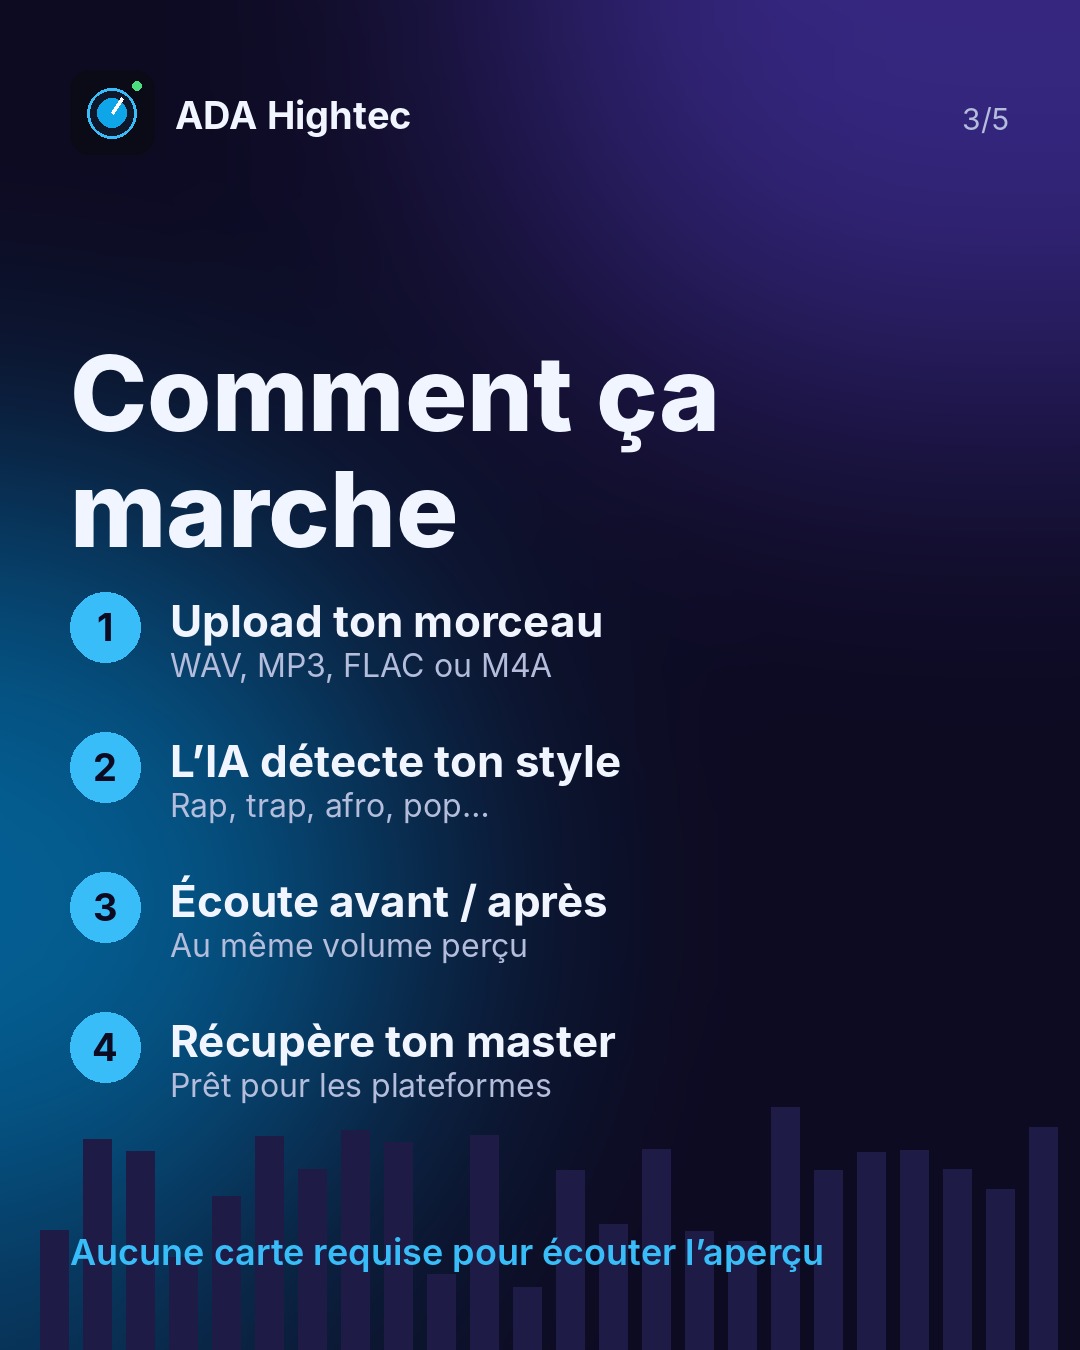 ADA Hightec
3/5
Comment ça
marche
1 Upload ton morceau
WAV, MP3, FLAC ou M4A
2 L’IA détecte ton style
Rap, trap, afro, pop…
3 Écoute avant / après
Au même volume perçu
4 Récupère ton master
Prêt pour les plateformes
Aucune carte requise pour écouter l’aperçu